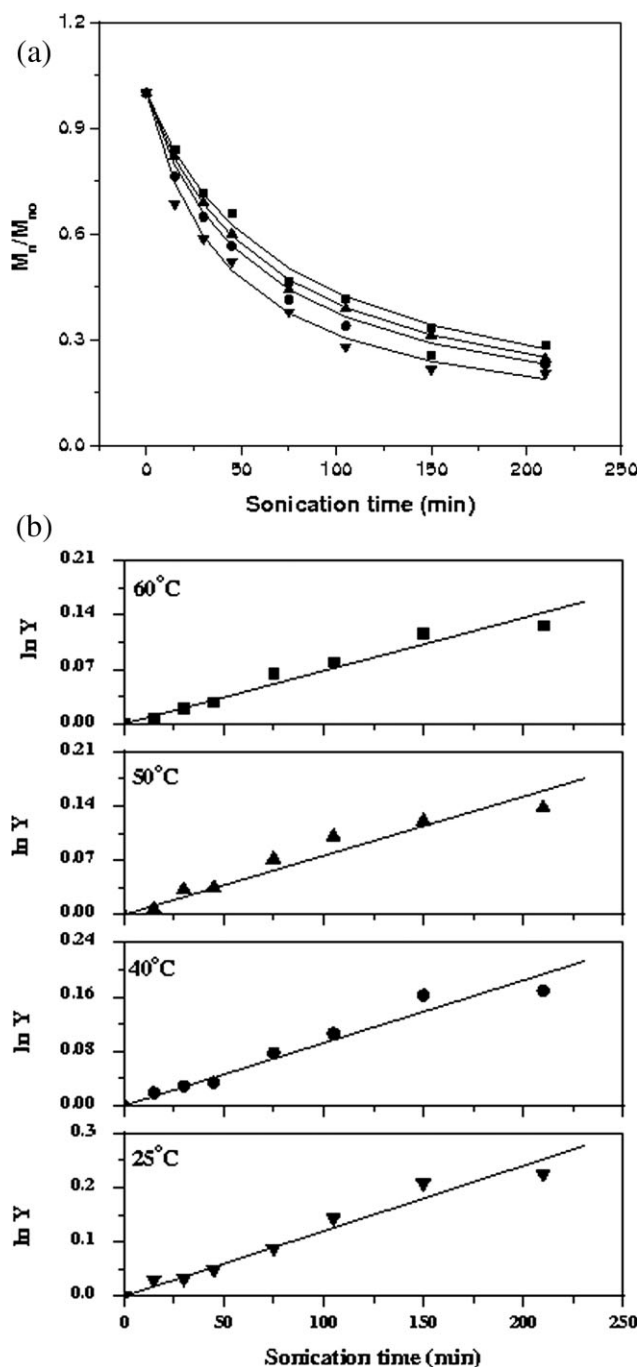 (a)
1.2
0.9
0.6
0.3
0.0
Mn/Mno
0 50 100 150 200 250
Sonication time (min)
(b)
60°C
0.21
0.14
0.07
0.00
ln Y
50°C
0.21
0.14
0.07
0.00
ln Y
40°C
0.24
0.16
0.08
0.00
ln Y
25°C
0.3
0.2
0.1
0.0
ln Y
0 50 100 150 200 250
Sonication time (min)